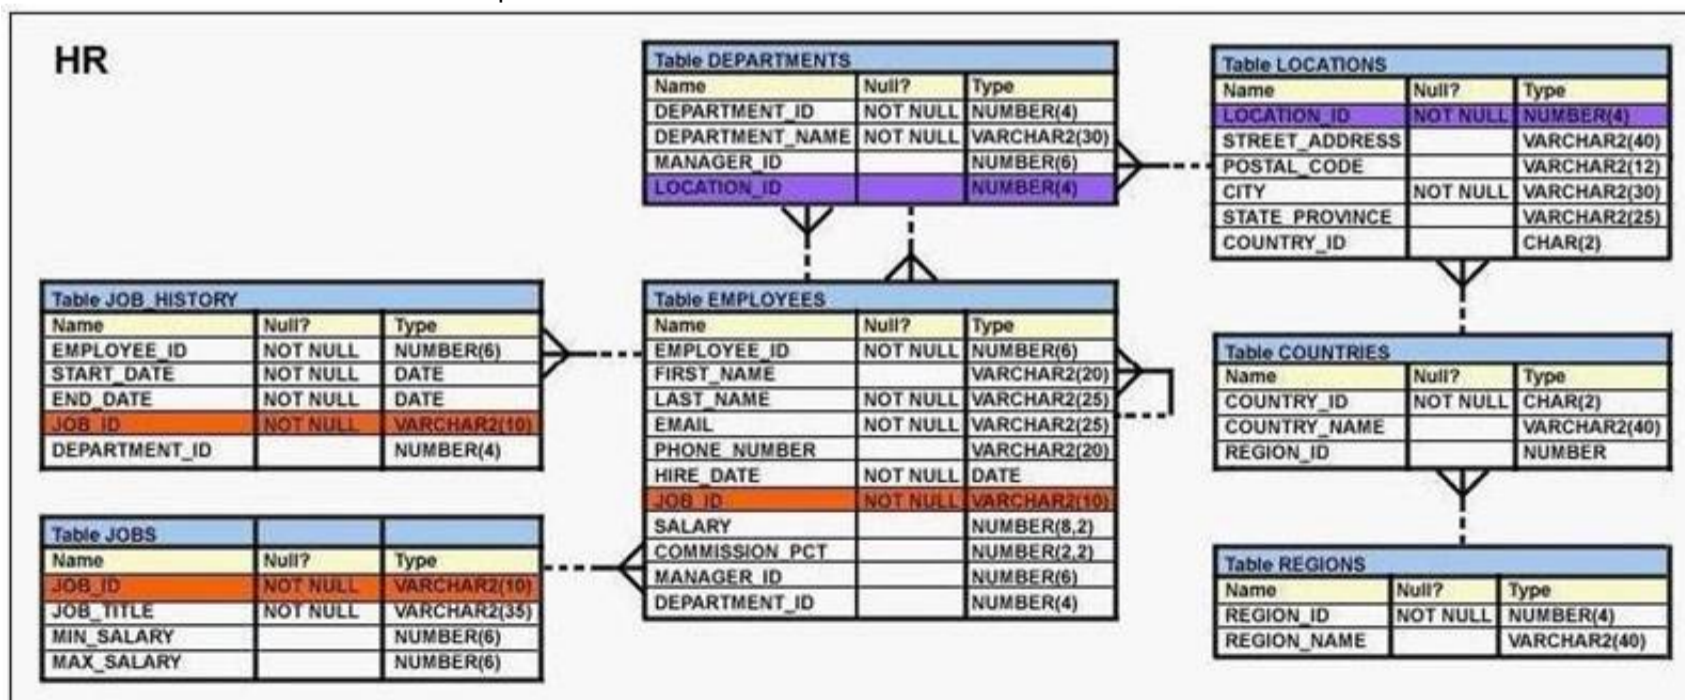 HR
Table DEPARTMENTS
Name Null? Type
DEPARTMENT_ID NOT NULL NUMBER(4)
DEPARTMENT_NAME NOT NULL VARCHAR2(30)
MANAGER_ID NUMBER(6)
LOCATION_ID NUMBER(4)
Table LOCATIONS
Name Null? Type
LOCATION_ID NOT NULL NUMBER(4)
STREET_ADDRESS VARCHAR2(40)
POSTAL_CODE VARCHAR2(12)
CITY NOT NULL VARCHAR2(30)
STATE_PROVINCE VARCHAR2(25)
COUNTRY_ID CHAR(2)
Table JOB_HISTORY
Name Null? Type
EMPLOYEE_ID NOT NULL NUMBER(6)
START_DATE NOT NULL DATE
END_DATE NOT NULL DATE
JOB_ID NOT NULL VARCHAR2(10)
DEPARTMENT_ID NUMBER(4)
Table EMPLOYEES
Name Null? Type
EMPLOYEE_ID NOT NULL NUMBER(6)
FIRST_NAME VARCHAR2(20)
LAST_NAME NOT NULL VARCHAR2(25)
EMAIL NOT NULL VARCHAR2(25)
PHONE_NUMBER VARCHAR2(20)
HIRE_DATE NOT NULL DATE
JOB_ID NOT NULL VARCHAR2(10)
SALARY NUMBER(8,2)
COMMISSION_PCT NUMBER(2,2)
MANAGER_ID NUMBER(6)
DEPARTMENT_ID NUMBER(4)
Table COUNTRIES
Name Null? Type
COUNTRY_ID NOT NULL CHAR(2)
COUNTRY_NAME VARCHAR2(40)
REGION_ID NUMBER
Table JOBS
Name Null? Type
JOB_ID NOT NULL VARCHAR2(10)
JOB_TITLE NOT NULL VARCHAR2(35)
MIN_SALARY NUMBER(6)
MAX_SALARY NUMBER(6)
Table REGIONS
Name Null? Type
REGION_ID NOT NULL NUMBER(4)
REGION_NAME VARCHAR2(40)